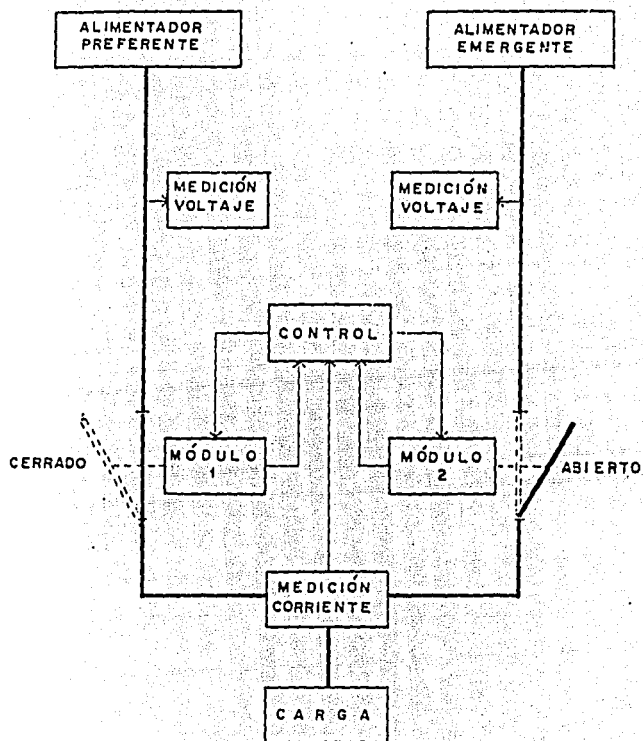 ALIMENTADOR
PREFERENTE
ALIMENTADOR
EMERGENTE
MEDICIÓN
VOLTAJE
MEDICIÓN
VOLTAJE
CONTROL
CERRADO
MÓDULO
1
MÓDULO
2
ABIERTO
MEDICIÓN
CORRIENTE
CARGA